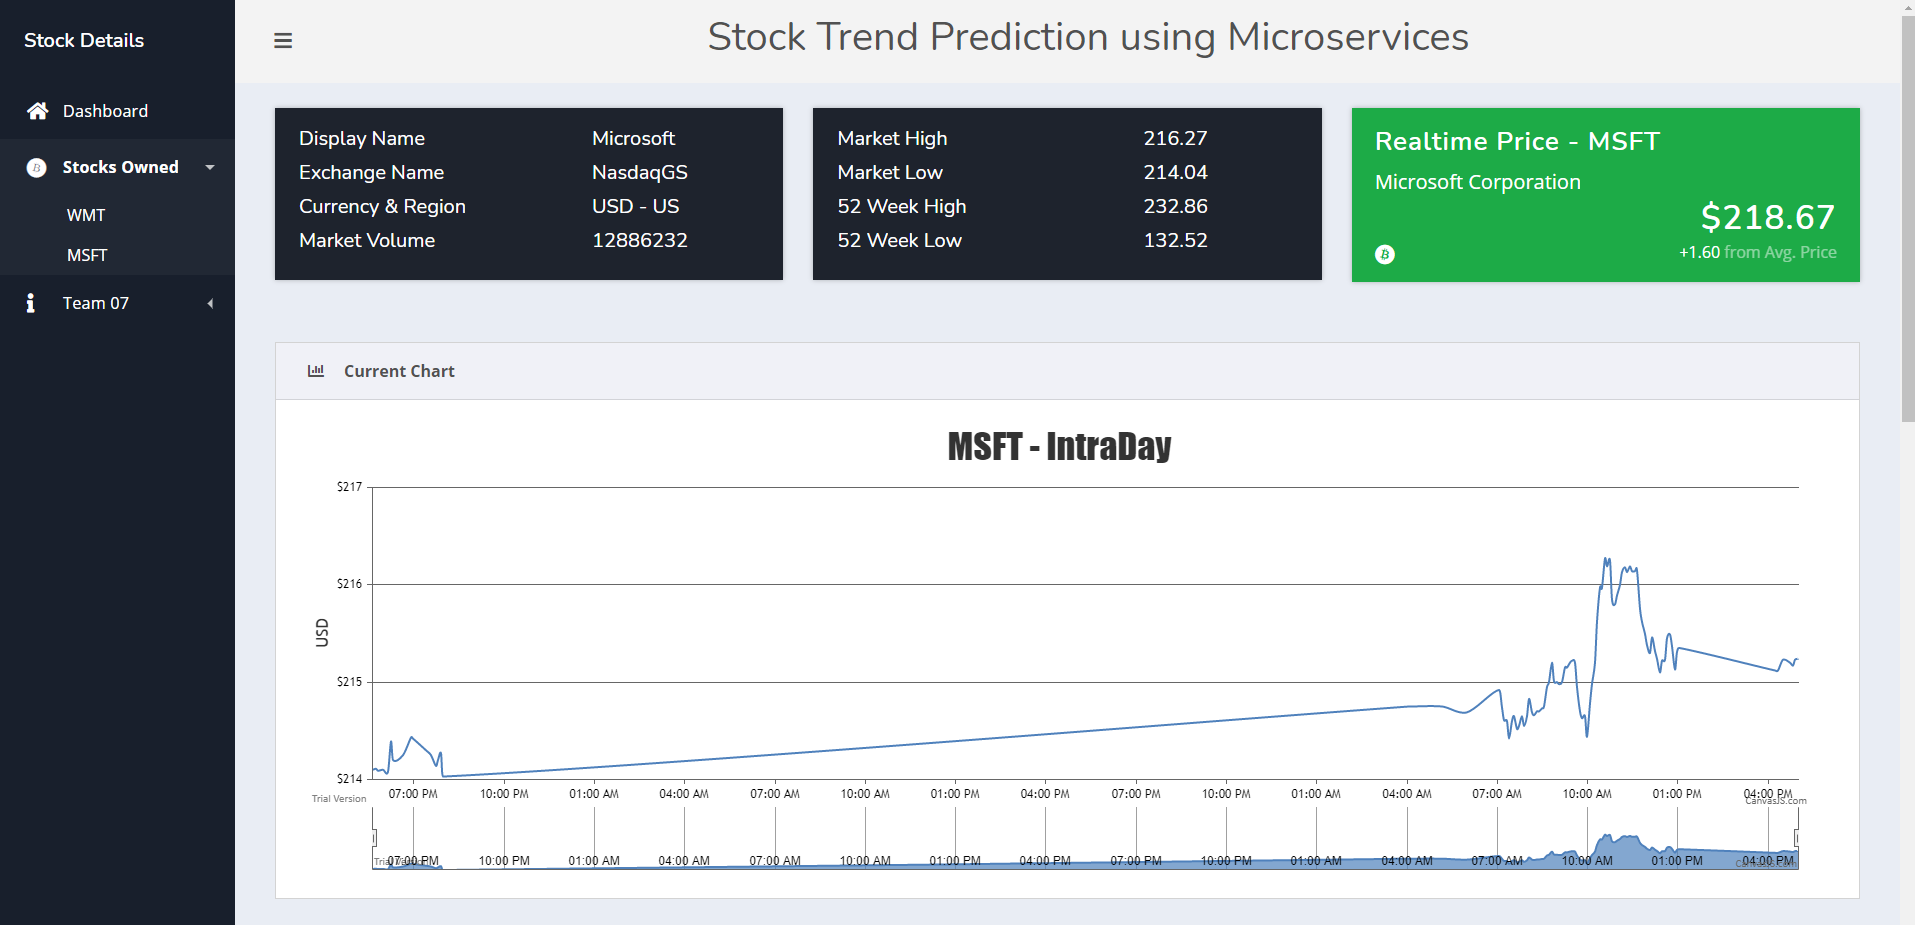 Stock Details
Dashboard
Stocks Owned
WMT
MSFT
Team 07
Stock Trend Prediction using Microservices
Display Name Microsoft
Exchange Name NasdaqGS
Currency & Region USD - US
Market Volume 12886232
Market High 216.27
Market Low 214.04
52 Week High 232.86
52 Week Low 132.52
Realtime Price - MSFT
Microsoft Corporation
$218.67
+1.60 from Avg. Price
Current Chart
MSFT - IntraDay
USD
$217
$216
$215
$214
07:00 PM 10:00 PM 01:00 AM 04:00 AM 07:00 AM 10:00 AM 01:00 PM 04:00 PM 07:00 PM 10:00 PM 01:00 AM 04:00 AM 07:00 AM 10:00 AM 01:00 PM 04:00 PM
Trial Version CanvasJS.com
07:00 PM 10:00 PM 01:00 AM 04:00 AM 07:00 AM 10:00 AM 01:00 PM 04:00 PM 07:00 PM 10:00 PM 01:00 AM 04:00 AM 07:00 AM 10:00 AM 01:00 PM 04:00 PM
Trial Version CanvasJS.com